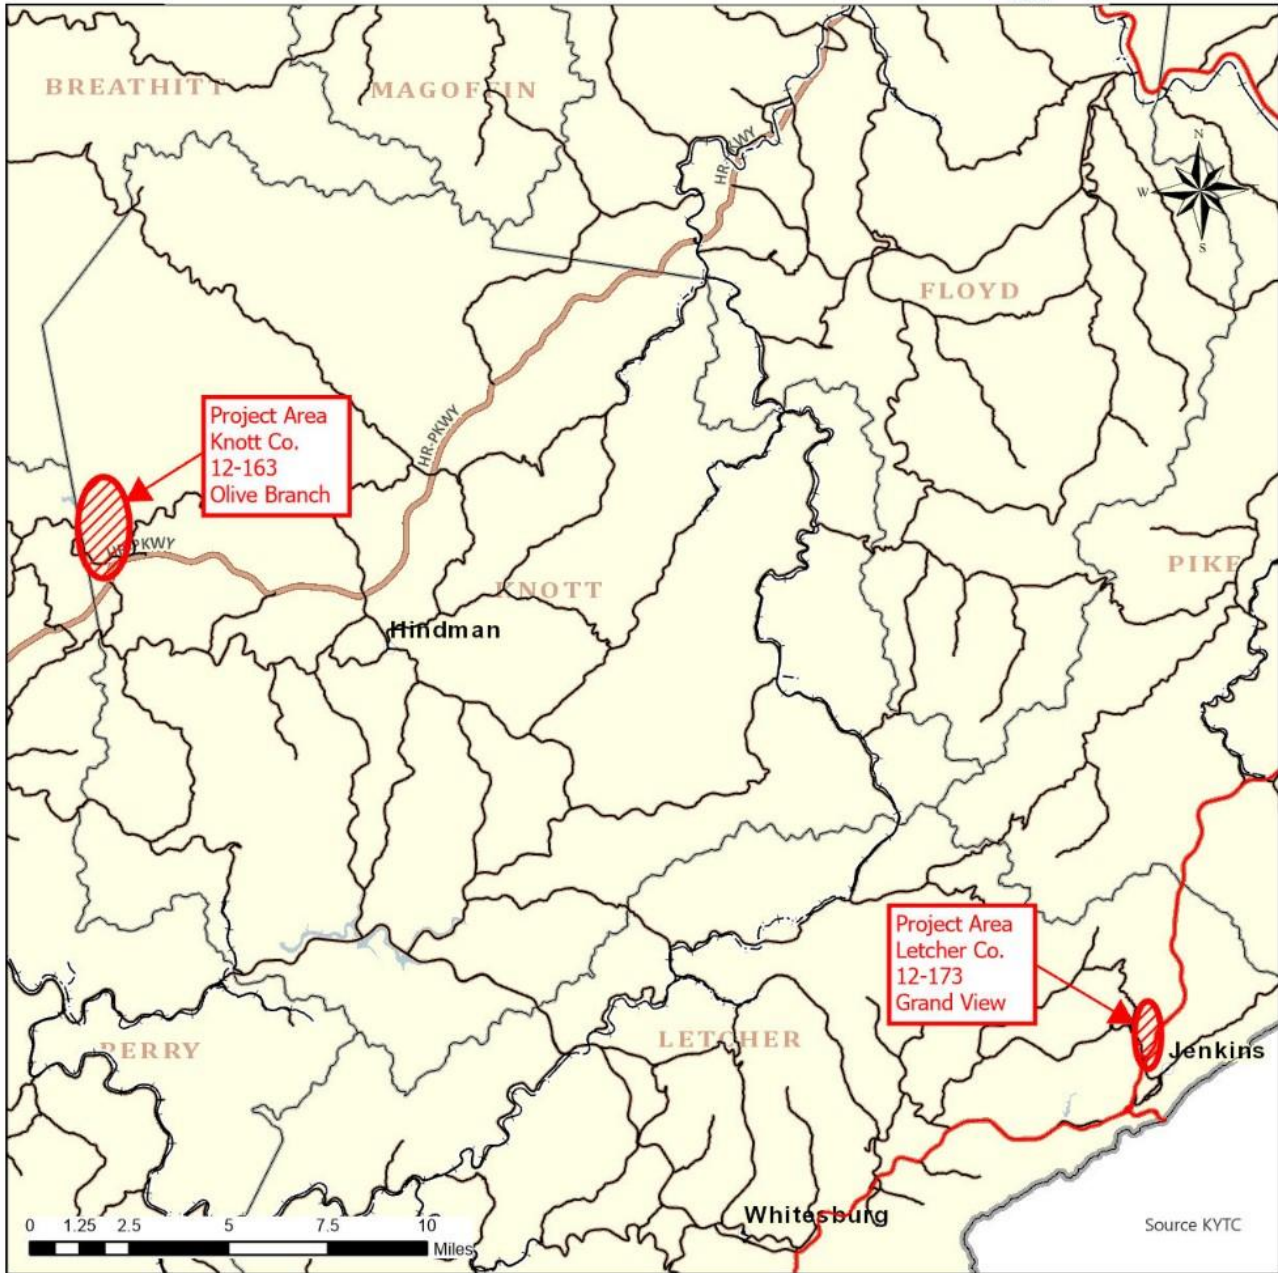 BREATHITT
MAGOFFIN
HR-PKWY
N
W
S
FLOYD
Project Area
Knott Co.
12-163
Olive Branch
HR-PKWY
HR-PKWY
KNOTT
PIKE
Hindman
Project Area
Letcher Co.
12-173
Grand View
PERRY
LETCHER
Jenkins
Whitesburg
0 1.25 2.5 5 7.5 10
Miles
Source KYTC